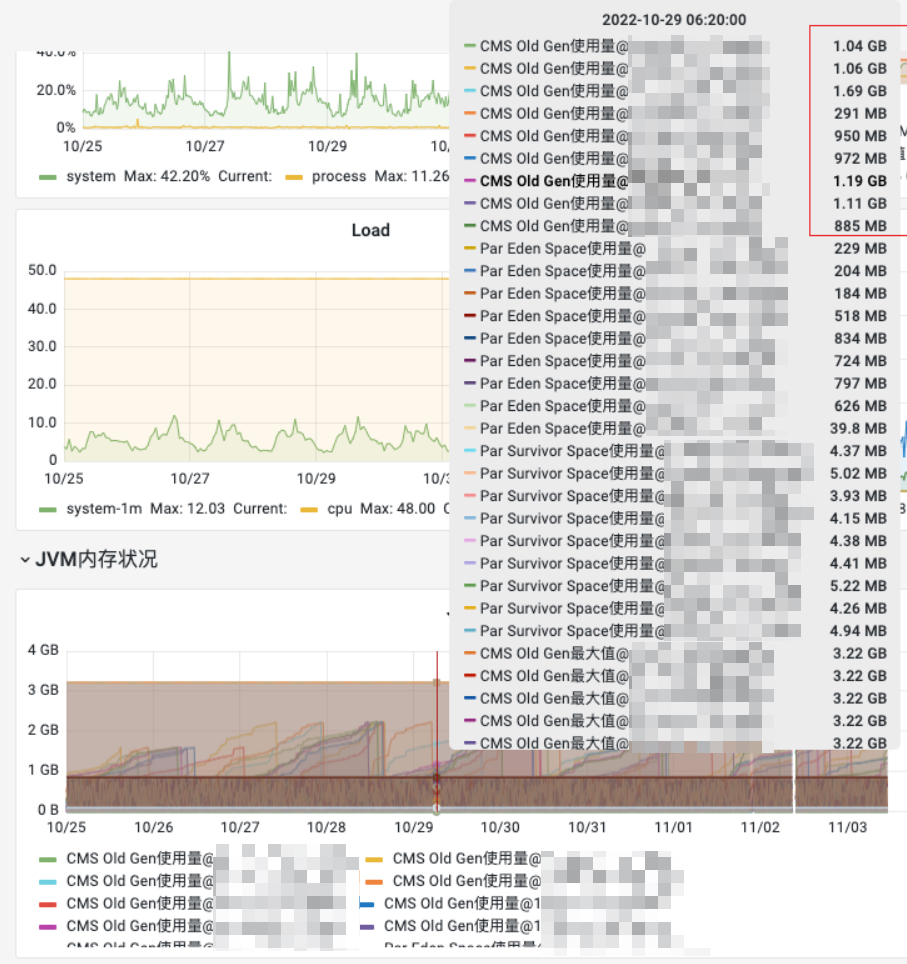 2022-10-29 06:20:00
CMS Old Gen使用量@ 1.04 GB
CMS Old Gen使用量@ 1.06 GB
CMS Old Gen使用量@ 1.69 GB
CMS Old Gen使用量@ 291 MB
CMS Old Gen使用量@ 950 MB
CMS Old Gen使用量@ 972 MB
CMS Old Gen使用量@ 1.19 GB
CMS Old Gen使用量@ 1.11 GB
CMS Old Gen使用量@ 885 MB
Par Eden Space使用量@ 229 MB
Par Eden Space使用量@ 204 MB
Par Eden Space使用量@ 184 MB
Par Eden Space使用量@ 518 MB
Par Eden Space使用量@ 834 MB
Par Eden Space使用量@ 724 MB
Par Eden Space使用量@ 797 MB
Par Eden Space使用量@ 626 MB
Par Eden Space使用量@ 39.8 MB
Par Survivor Space使用量@ 4.37 MB
Par Survivor Space使用量@ 5.02 MB
Par Survivor Space使用量@ 3.93 MB
Par Survivor Space使用量@ 4.15 MB
Par Survivor Space使用量@ 4.38 MB
Par Survivor Space使用量@ 4.41 MB
Par Survivor Space使用量@ 5.22 MB
Par Survivor Space使用量@ 4.26 MB
Par Survivor Space使用量@ 4.94 MB
CMS Old Gen最大值@ 3.22 GB
CMS Old Gen最大值@ 3.22 GB
CMS Old Gen最大值@ 3.22 GB
CMS Old Gen最大值@ 3.22 GB
CMS Old Gen最大值@ 3.22 GB
40.0%
20.0%
0%
10/25 10/27 10/29 10/
system Max: 42.20% Current: process Max: 11.26
Load
50.0
40.0
30.0
20.0
10.0
0
10/25 10/27 10/29 10/3
system-1m Max: 12.03 Current: cpu Max: 48.00
JVM内存状况
4 GB
3 GB
2 GB
1 GB
0 B
10/25 10/26 10/27 10/28 10/29 10/30 10/31 11/01 11/02 11/03
CMS Old Gen使用量@ CMS Old Gen使用量@
CMS Old Gen使用量@ CMS Old Gen使用量@
CMS Old Gen使用量@ CMS Old Gen使用量@1
CMS Old Gen使用量@ CMS Old Gen使用量@1
CMS Old Gen使用量@ Par Eden Space使用量@